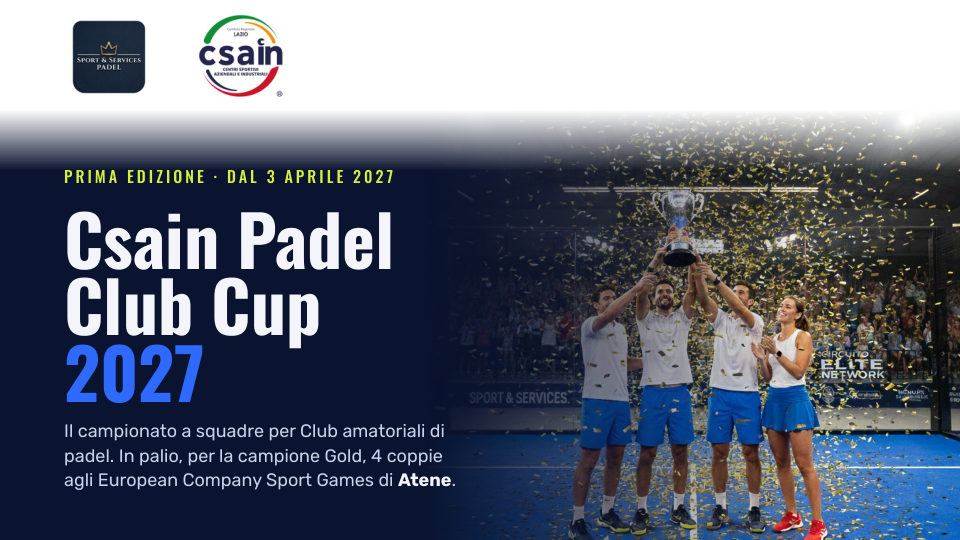 SPORT & SERVICES
PADEL
Comitato Regionale
LAZIO
csain
CENTRI SPORTIVI
AZIENDALI E INDUSTRIALI
®
PRIMA EDIZIONE · DAL 3 APRILE 2027
Csain Padel
Club Cup
2027
Il campionato a squadre per Club amatoriali di
padel. In palio, per la campione Gold, 4 coppie
agli European Company Sport Games di Atene.
CIRCUITO
ELITE
NETWORK
SPORT & SERVICES